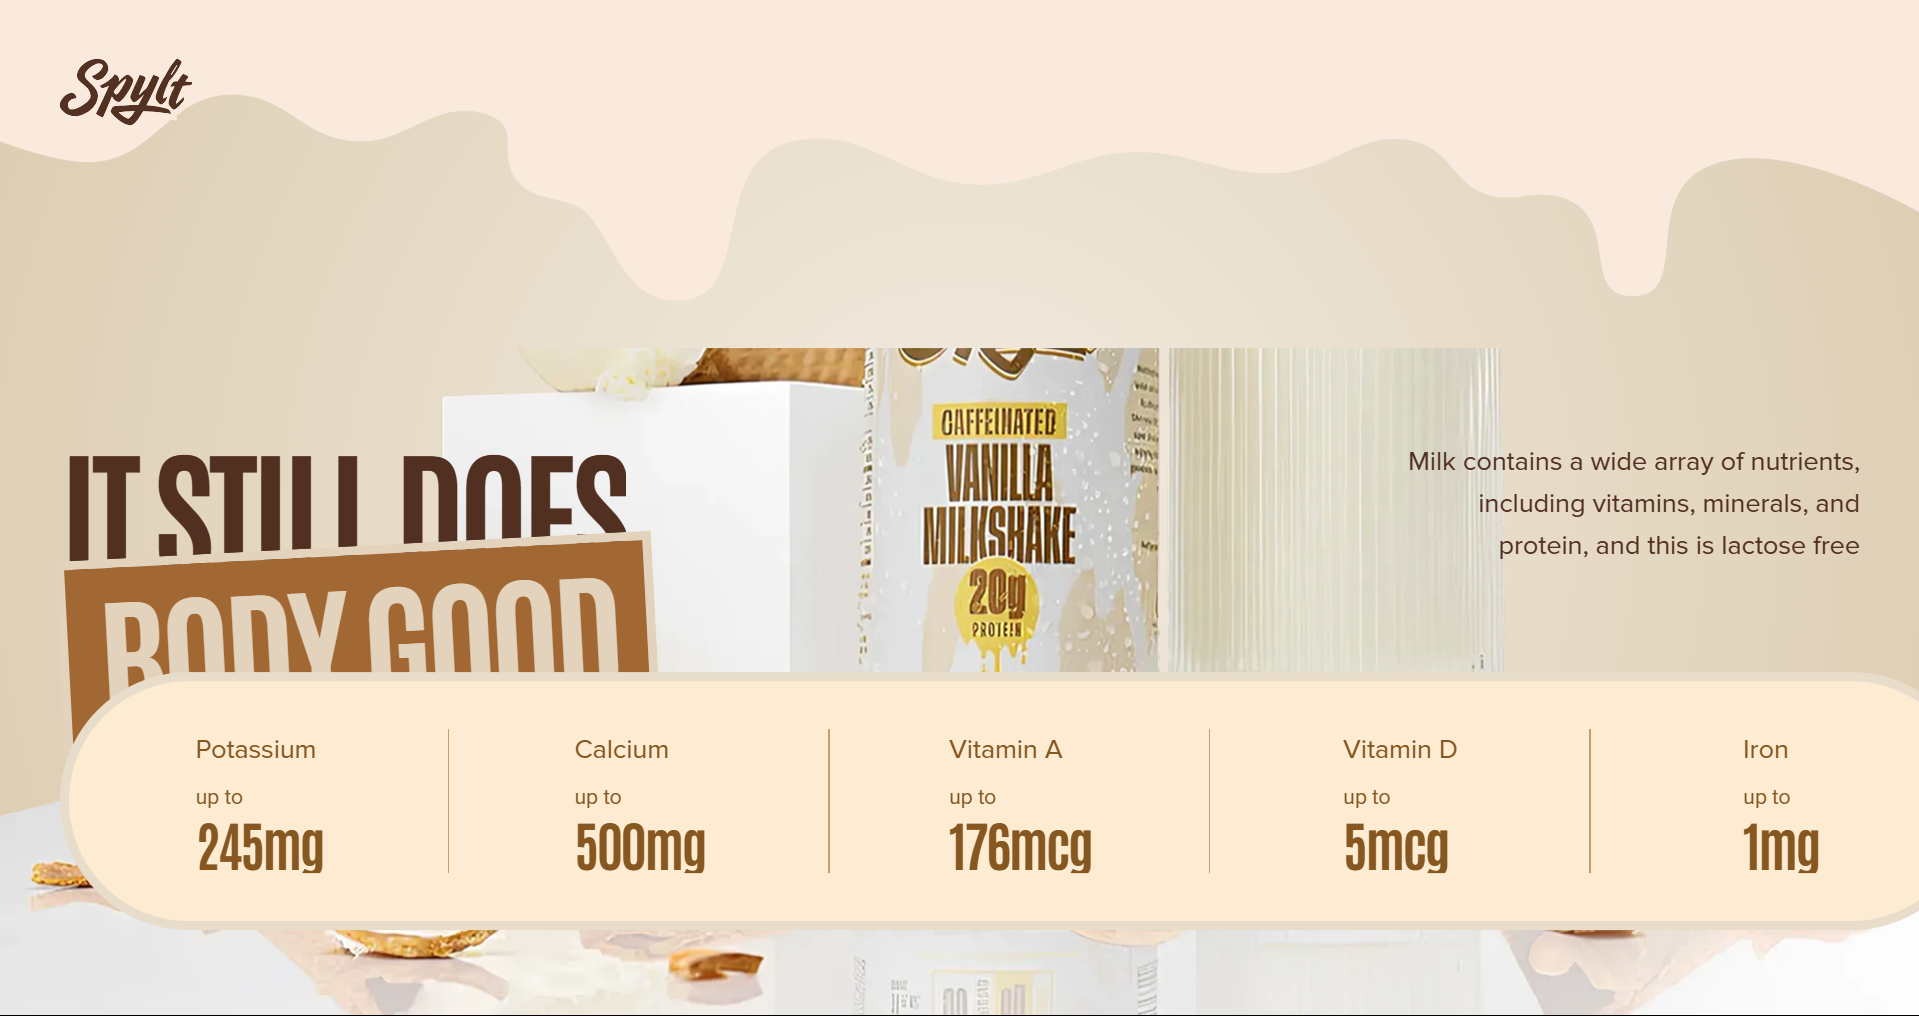 Spylt
IT STILL DOES
BODY GOOD
CAFFEINATED
VANILLA
MILKSHAKE
20g
PROTEIN
Milk contains a wide array of nutrients,
including vitamins, minerals, and
protein, and this is lactose free
Potassium
up to
245mg
Calcium
up to
500mg
Vitamin A
up to
176mcg
Vitamin D
up to
5mcg
Iron
up to
1mg